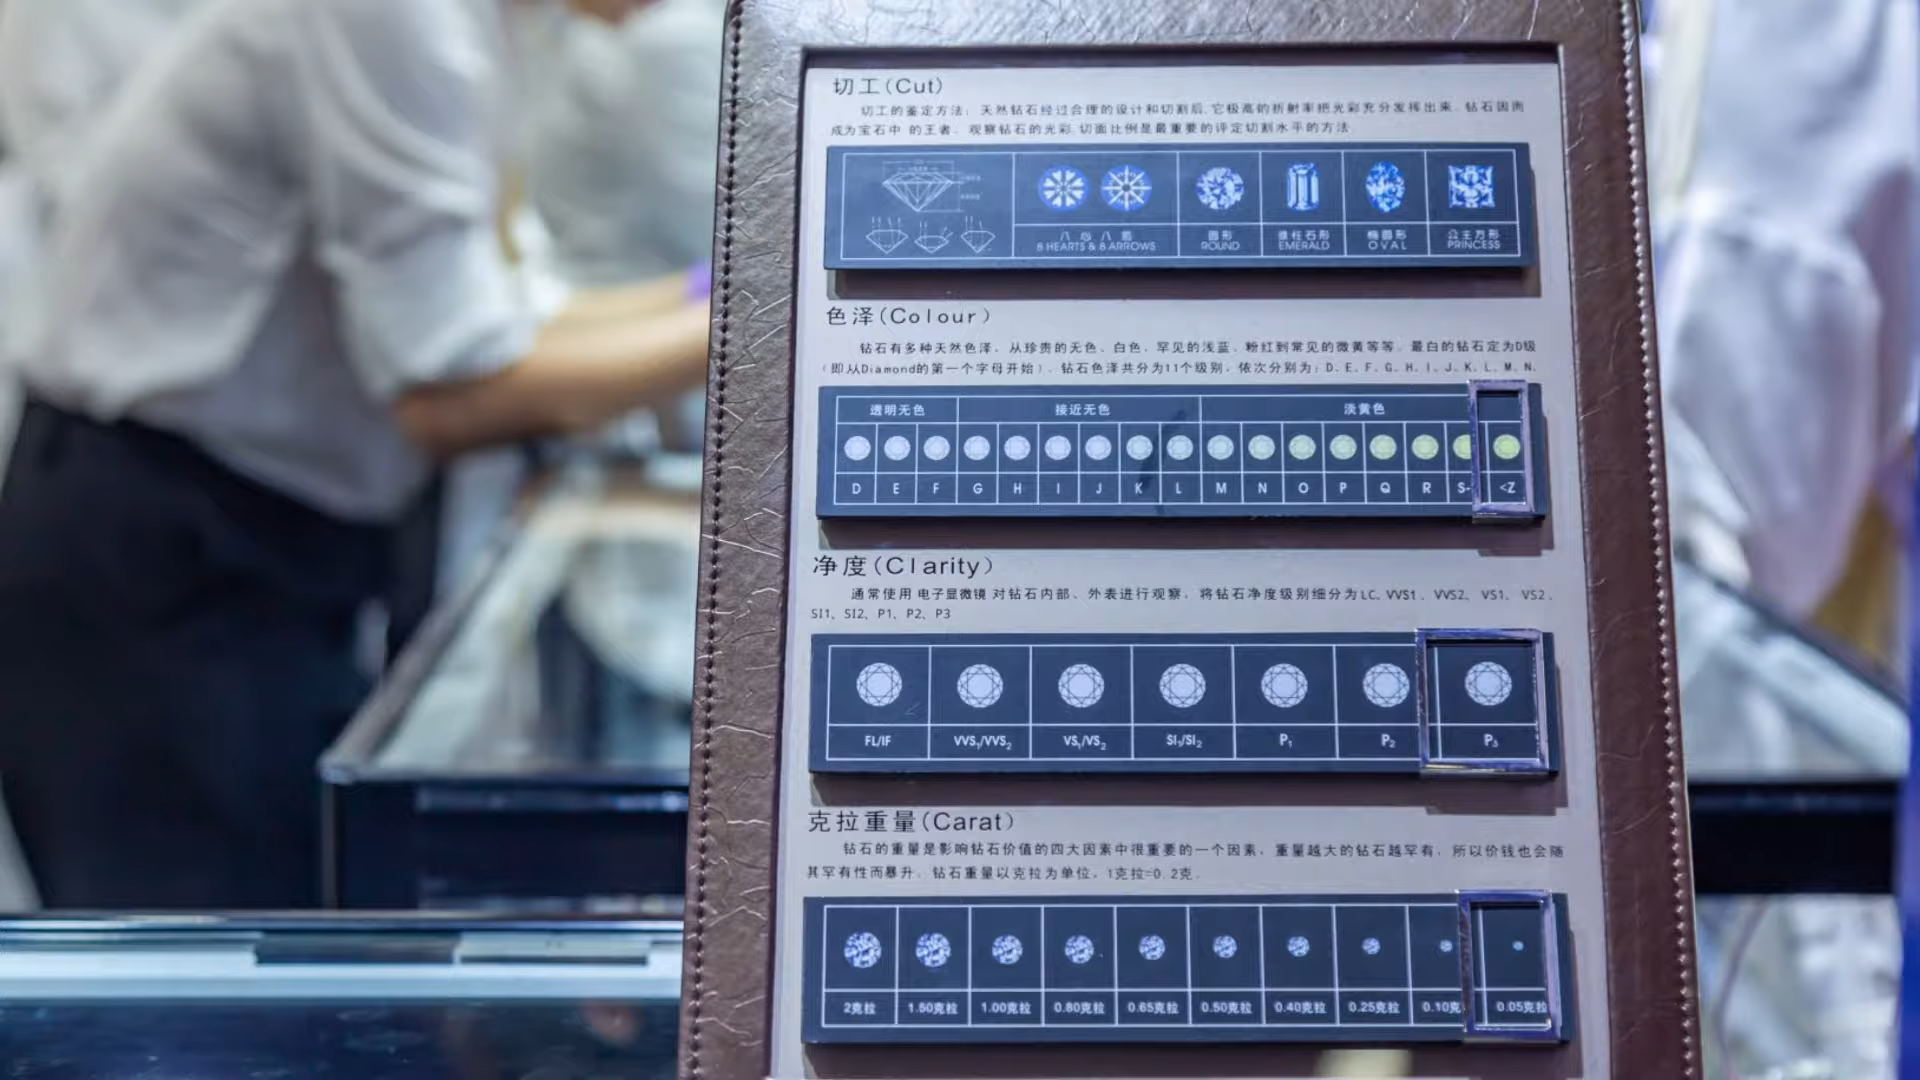 切工(Cut)
切工的鉴定方法：天然钻石经过合理的设计和切割后,它极高的折射率把光彩充分发挥出来,钻石因而
成为宝石中 的王者。观察钻石的光彩,切面比例是最重要的评定切割水平的方法
八心八箭 圆形 椭圆形 公主方形
8 HEARTS & 8 ARROWS ROUND EMERALD OVAL PRINCESS
色泽(Colour)
钻石有多种天然色泽。从珍贵的无色、白色、罕见的浅蓝、粉红到常见的微黄等等。最白的钻石定为D级
(即从Diamond的第一个字母开始)。钻石色泽共分为11个级别，依次分别为：D、E、F、G、H、I、J、K、L、M、N、
透明无色 接近无色 淡黄色
D E F G H I J K L M N O P Q R S- <Z
净度(Clarity)
通常使用 电子显微镜 对钻石内部、外表进行观察，将钻石净度级别细分为LC、VVS1、VVS2、VS1、VS2、
SI1、SI2、P1、P2、P3
FL/IF VVS₁/VVS₂ VS₁/VS₂ SI₁/SI₂ P₁ P₂ P₃
克拉重量(Carat)
钻石的重量是影响钻石价值的四大因素中很重要的一个因素，重量越大的钻石越罕有，所以价钱也会随
其罕有性而暴升。钻石重量以克拉为单位，1克拉=0.2克。
2克拉 1.50克拉 1.00克拉 0.80克拉 0.65克拉 0.50克拉 0.40克拉 0.25克拉 0.10克 0.05克拉